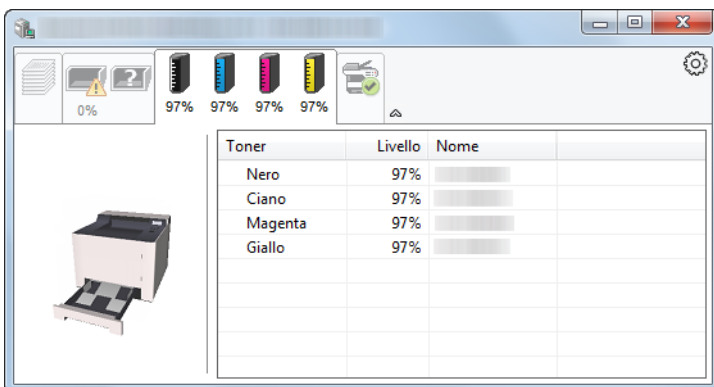 0% 97% 97% 97% 97%
Toner Livello Nome
Nero 97%
Ciano 97%
Magenta 97%
Giallo 97%